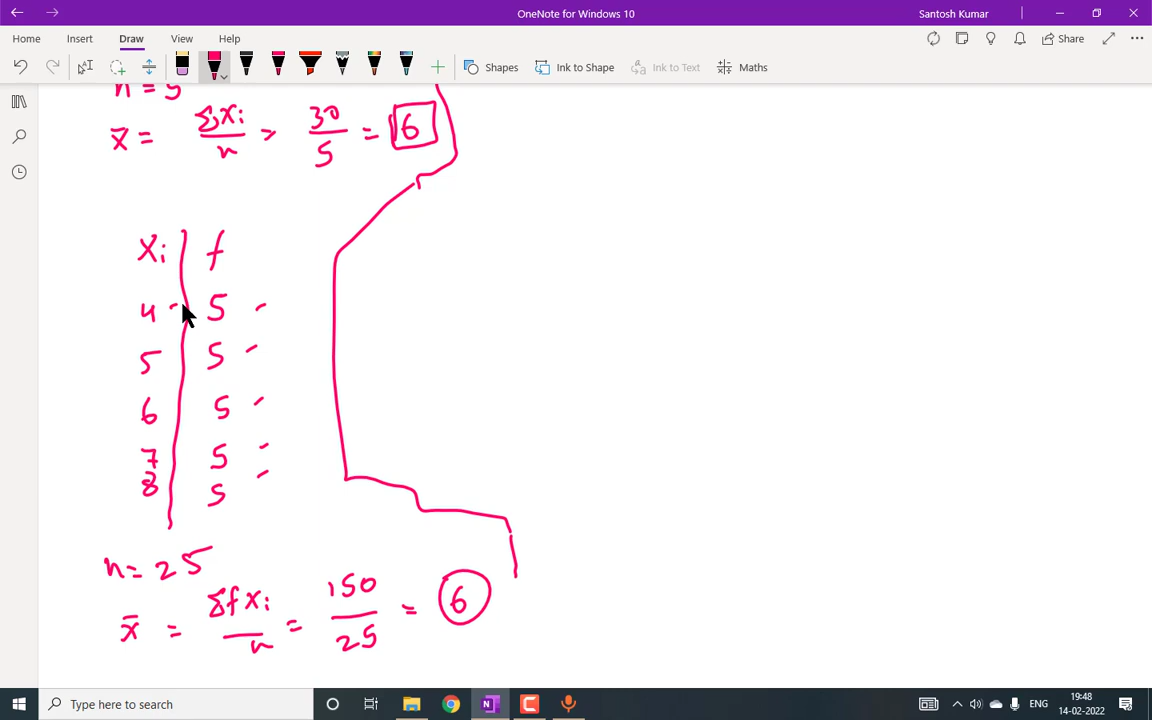 OneNote for Windows 10
Santosh Kumar
Home Insert Draw View Help
Share
Shapes Ink to Shape Ink to Text Maths
n = 5
x̄ = Σxi/n > 30/5 = 6
Xi f
4 5
5 5
6 5
7 5
8 5
n = 25
x̄ = Σfxi/n = 150/25 = 6
Type here to search
ENG
19:48
14-02-2022